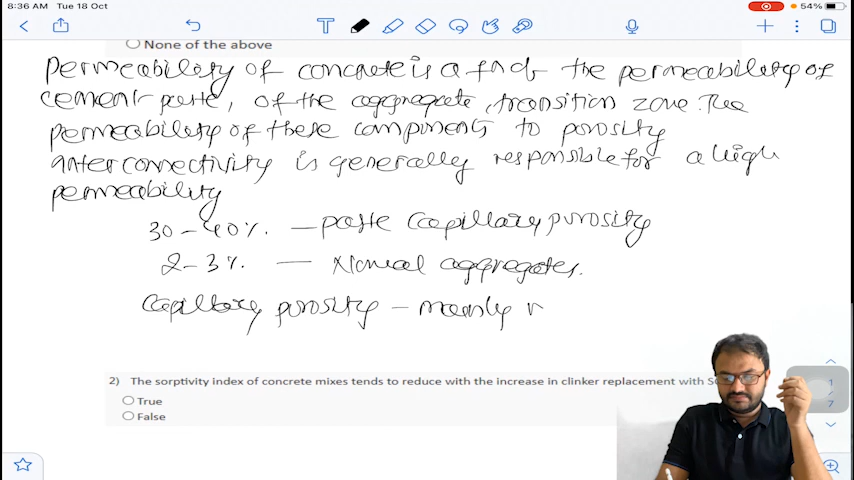 8:36 AM Tue 18 Oct
54%
None of the above
Permeability of concrete is a fn of the permeability of
cement paste, of the aggregate, transition zone. The
permeability of these components to porosity
interconnectivity is generally responsible for a high
permeability
30-40%. - paste capillary porosity
2-3%. - Normal aggregates.
Capillary porosity - mainly
2) The sorptivity index of concrete mixes tends to reduce with the increase in clinker replacement with
True
False
1
7